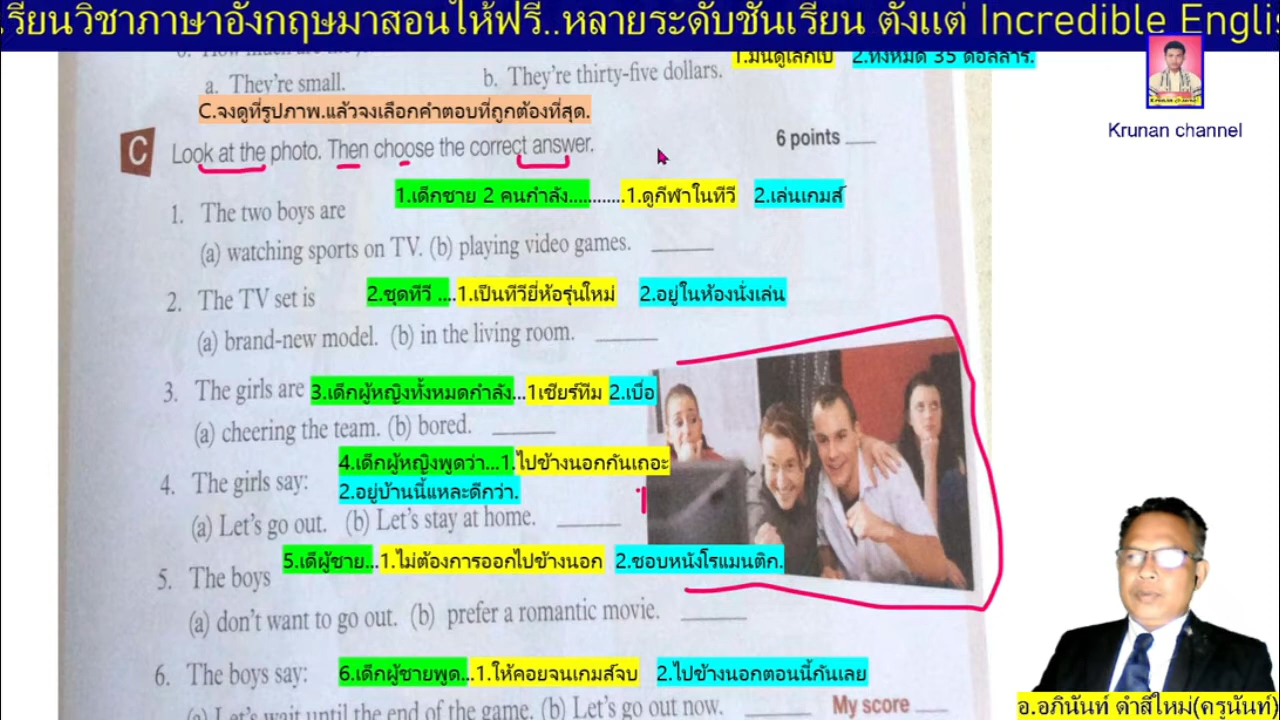 เรียนวิชาภาษาอังกฤษมาสอนให้ฟรี..หลายระดับชั้นเรียน ตั้งแต่ Incredible Englis
1.มันดูเล็กไป 2.ทั้งหมด 35 ดอลลาร์.
a. They're small. b. They're thirty-five dollars.
C.จงดูที่รูปภาพ.แล้วจงเลือกคำตอบที่ถูกต้องที่สุด.
Krunan channel
C Look at the photo. Then choose the correct answer. 6 points ___
1.เด็กชาย 2 คนกำลัง............1.ดูกีฬาในทีวี 2.เล่นเกมส์
1. The two boys are
(a) watching sports on TV. (b) playing video games. ______
2. The TV set is 2.ชุดทีวี ....1.เป็นทีวียี่ห้อรุ่นใหม่ 2.อยู่ในห้องนั่งเล่น
(a) brand-new model. (b) in the living room. ______
3. The girls are 3.เด็กผู้หญิงทั้งหมดกำลัง...1เชียร์ทีม 2.เบื่อ
(a) cheering the team. (b) bored. ______
4.เด็กผู้หญิงพูดว่า...1.ไปข้างนอกกันเถอะ
4. The girls say: 2.อยู่บ้านนี้แหละดีกว่า.
(a) Let's go out. (b) Let's stay at home. ______
5.เดีผู้ชาย...1.ไม่ต้องการออกไปข้างนอก 2.ชอบหนังโรแมนติก.
5. The boys
(a) don't want to go out. (b) prefer a romantic movie. ______
6. The boys say: 6.เด็กผู้ชายพูด...1.ให้คอยจนเกมส์จบ 2.ไปข้างนอกตอนนี้กันเลย
(a) Let's wait until the end of the game. (b) Let's go out now. ______ My score ___
อ.อภินันท์ ดำสีใหม่(ครูนันท์)